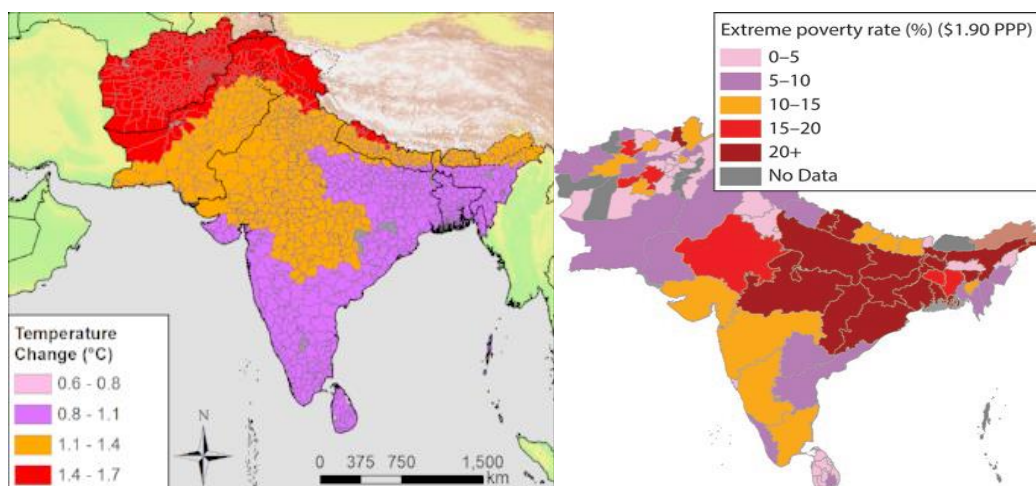 Temperature
Change (°C)
0.6 - 0.8
0.8 - 1.1
1.1 - 1.4
1.4 - 1.7
N
0 375 750 1,500
km
Extreme poverty rate (%) ($1.90 PPP)
0–5
5–10
10–15
15–20
20+
No Data